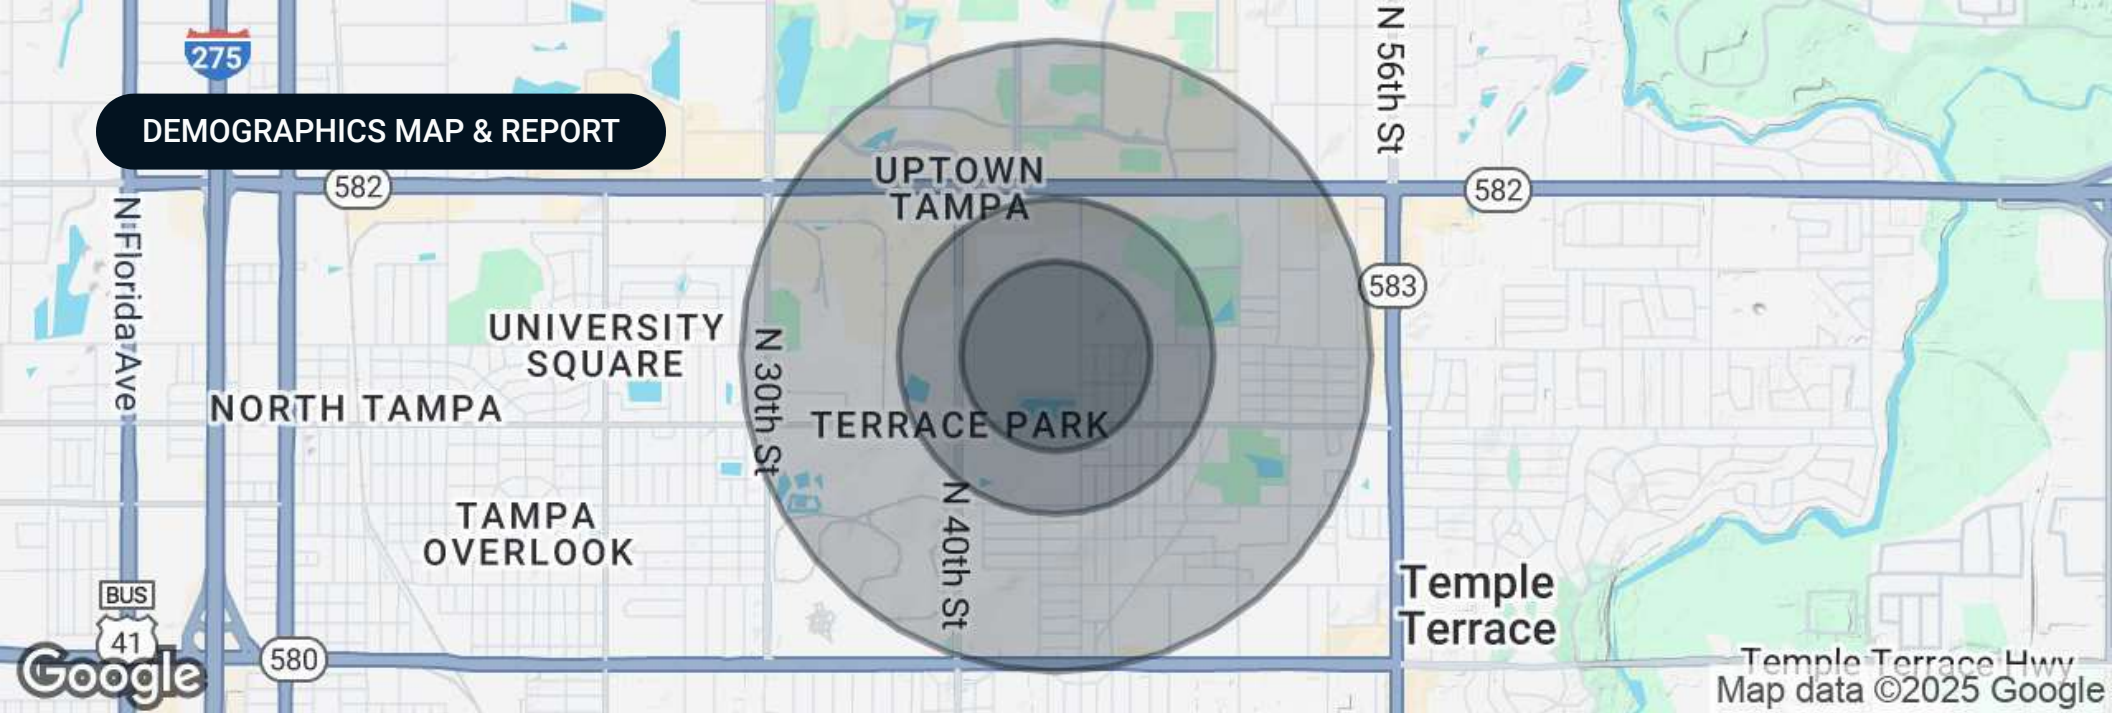 N 56th St
275
DEMOGRAPHICS MAP & REPORT
UPTOWN
TAMPA
582
582
N Florida Ave
583
UNIVERSITY
SQUARE
N 30th St
NORTH TAMPA
TERRACE PARK
N 40th St
TAMPA
OVERLOOK
Temple
Terrace
BUS
41
580
Google
Temple Terrace Hwy
Map data ©2025 Google